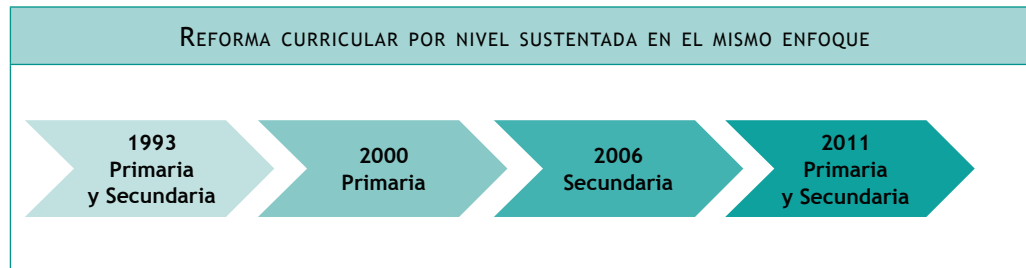 Reforma curricular por nivel sustentada en el mismo enfoque
1993
Primaria
y Secundaria
2000
Primaria
2006
Secundaria
2011
Primaria
y Secundaria